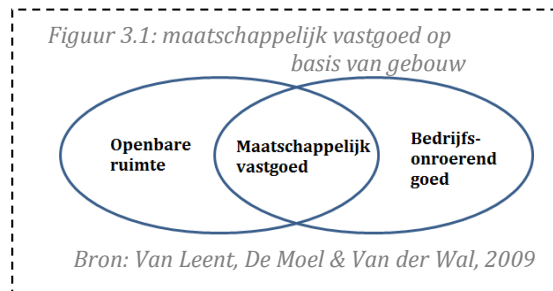 Figuur 3.1: maatschappelijk vastgoed op
basis van gebouw
Openbare
ruimte
Maatschappelijk
vastgoed
Bedrijfs-
onroerend
goed
Bron: Van Leent, De Moel & Van der Wal, 2009